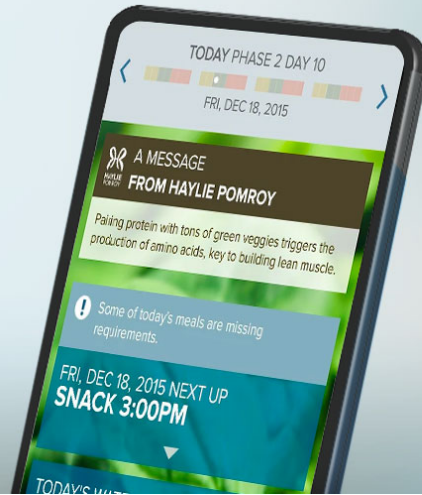 TODAY PHASE 2 DAY 10
FRI, DEC 18, 2015
HAYLIE
POMROY
A MESSAGE
FROM HAYLIE POMROY
Pairing protein with tons of green veggies triggers the
production of amino acids, key to building lean muscle.
Some of today's meals are missing
requirements.
FRI, DEC 18, 2015 NEXT UP
SNACK 3:00PM
TODAY'S